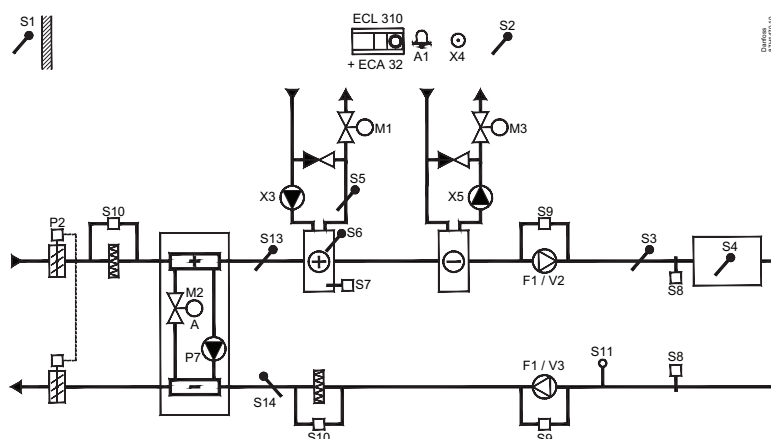 S1
ECL 310
A1
X4
S2
+ ECA 32
Danfoss
M1
M3
S5
X3
X5
P2
S10
S13
S6
S9
S3
S4
S7
F1 / V2
S8
M2
A
P7
F1 / V3
S11
S8
S14
S10
S9